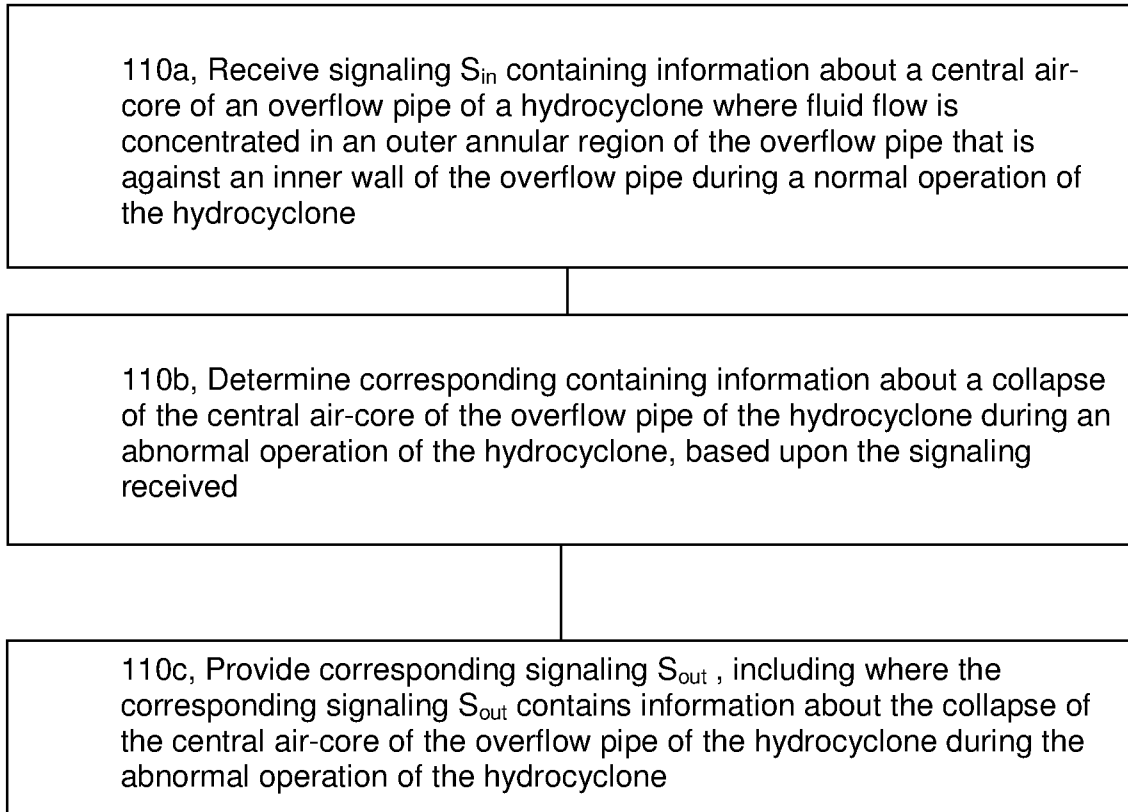 110a, Receive signaling Sin containing information about a central air-
core of an overflow pipe of a hydrocyclone where fluid flow is
concentrated in an outer annular region of the overflow pipe that is
against an inner wall of the overflow pipe during a normal operation of
the hydrocyclone
110b, Determine corresponding containing information about a collapse
of the central air-core of the overflow pipe of the hydrocyclone during an
abnormal operation of the hydrocyclone, based upon the signaling
received
110c, Provide corresponding signaling Sout , including where the
corresponding signaling Sout contains information about the collapse of
the central air-core of the overflow pipe of the hydrocyclone during the
abnormal operation of the hydrocyclone